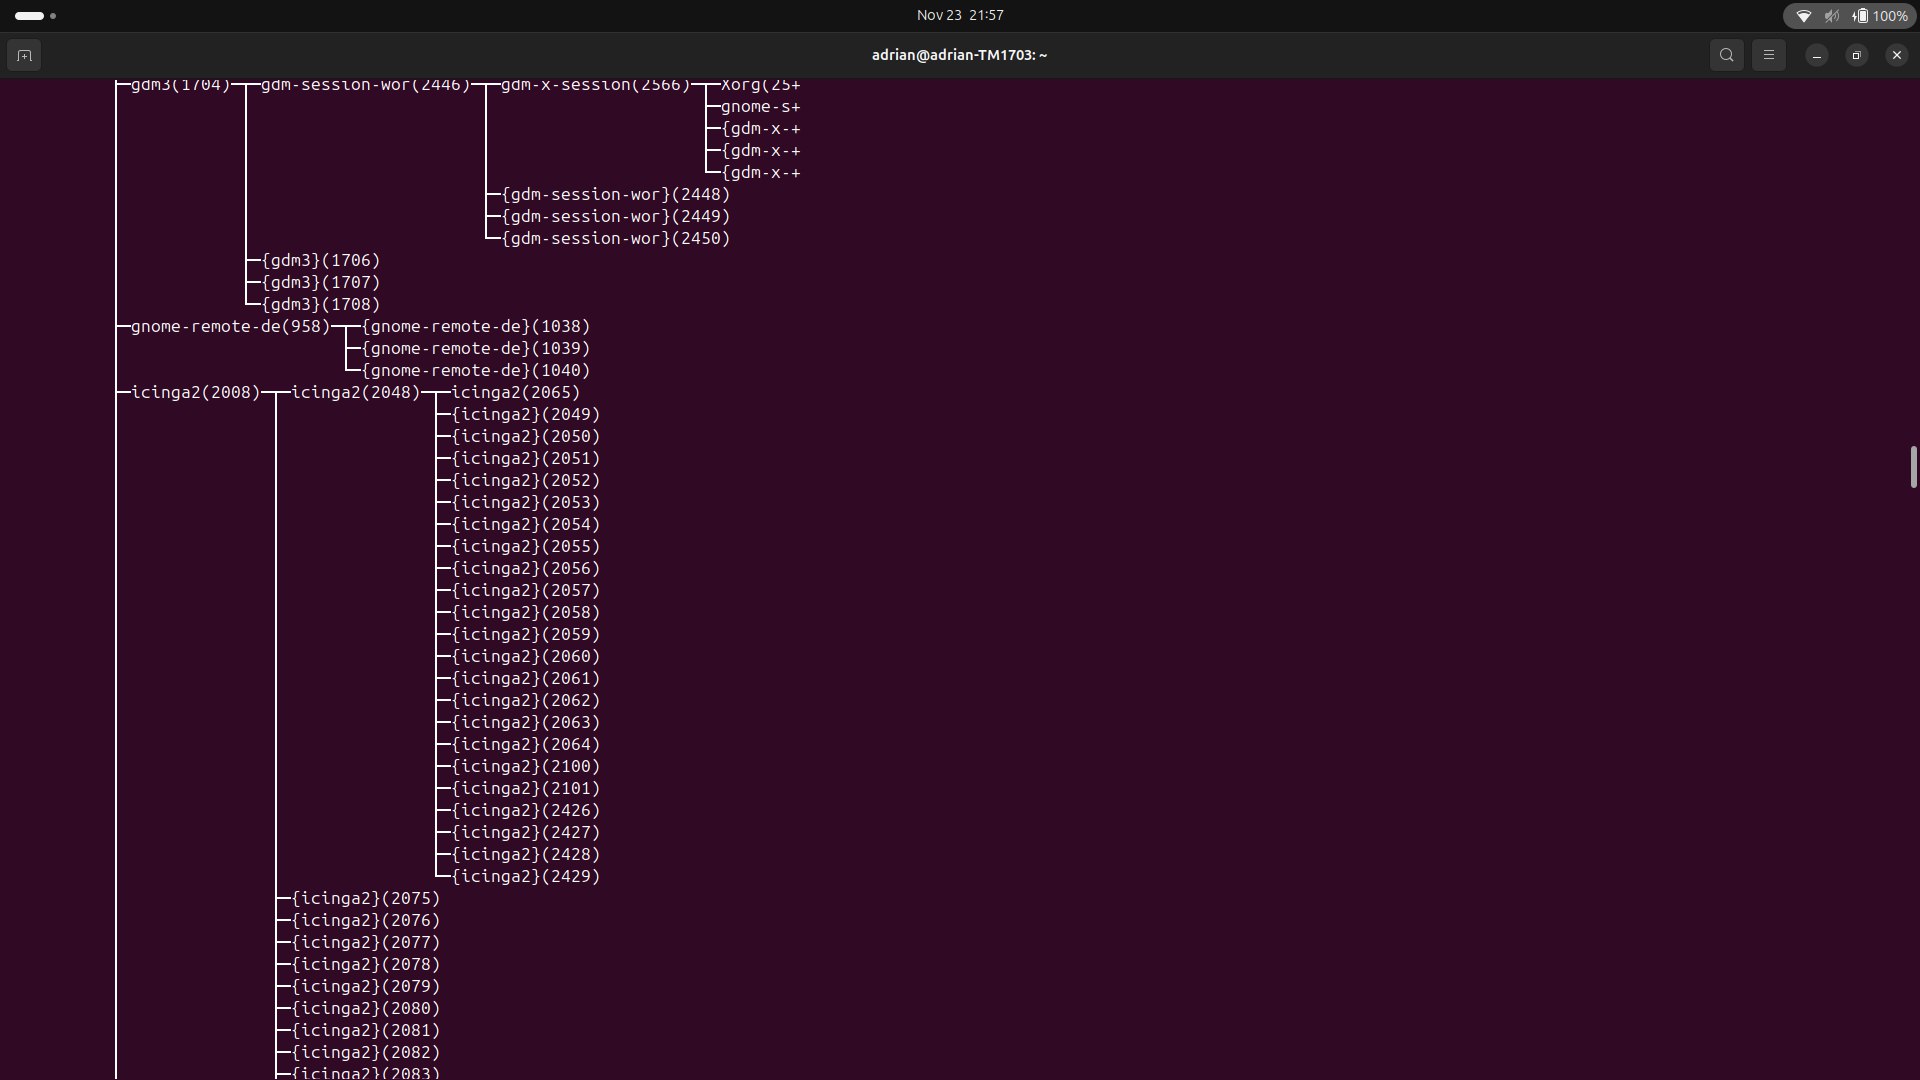 Nov 23 21:57
100%
adrian@adrian-TM1703: ~
gdm3(1704) gdm-session-wor(2446) gdm-x-session(2566) Xorg(25+
gnome-s+
{gdm-x-+
{gdm-x-+
{gdm-x-+
{gdm-session-wor}(2448)
{gdm-session-wor}(2449)
{gdm-session-wor}(2450)
{gdm3}(1706)
{gdm3}(1707)
{gdm3}(1708)
gnome-remote-de(958) {gnome-remote-de}(1038)
{gnome-remote-de}(1039)
{gnome-remote-de}(1040)
icinga2(2008) icinga2(2048) icinga2(2065)
{icinga2}(2049)
{icinga2}(2050)
{icinga2}(2051)
{icinga2}(2052)
{icinga2}(2053)
{icinga2}(2054)
{icinga2}(2055)
{icinga2}(2056)
{icinga2}(2057)
{icinga2}(2058)
{icinga2}(2059)
{icinga2}(2060)
{icinga2}(2061)
{icinga2}(2062)
{icinga2}(2063)
{icinga2}(2064)
{icinga2}(2100)
{icinga2}(2101)
{icinga2}(2426)
{icinga2}(2427)
{icinga2}(2428)
{icinga2}(2429)
{icinga2}(2075)
{icinga2}(2076)
{icinga2}(2077)
{icinga2}(2078)
{icinga2}(2079)
{icinga2}(2080)
{icinga2}(2081)
{icinga2}(2082)
{icinga2}(2083)